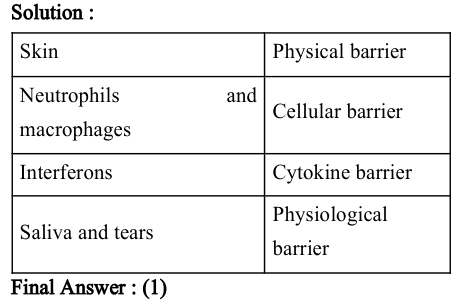 Solution :
Skin Physical barrier
Neutrophils and
macrophages
Cellular barrier
Interferons Cytokine barrier
Saliva and tears
Physiological
barrier
Final Answer : (1)